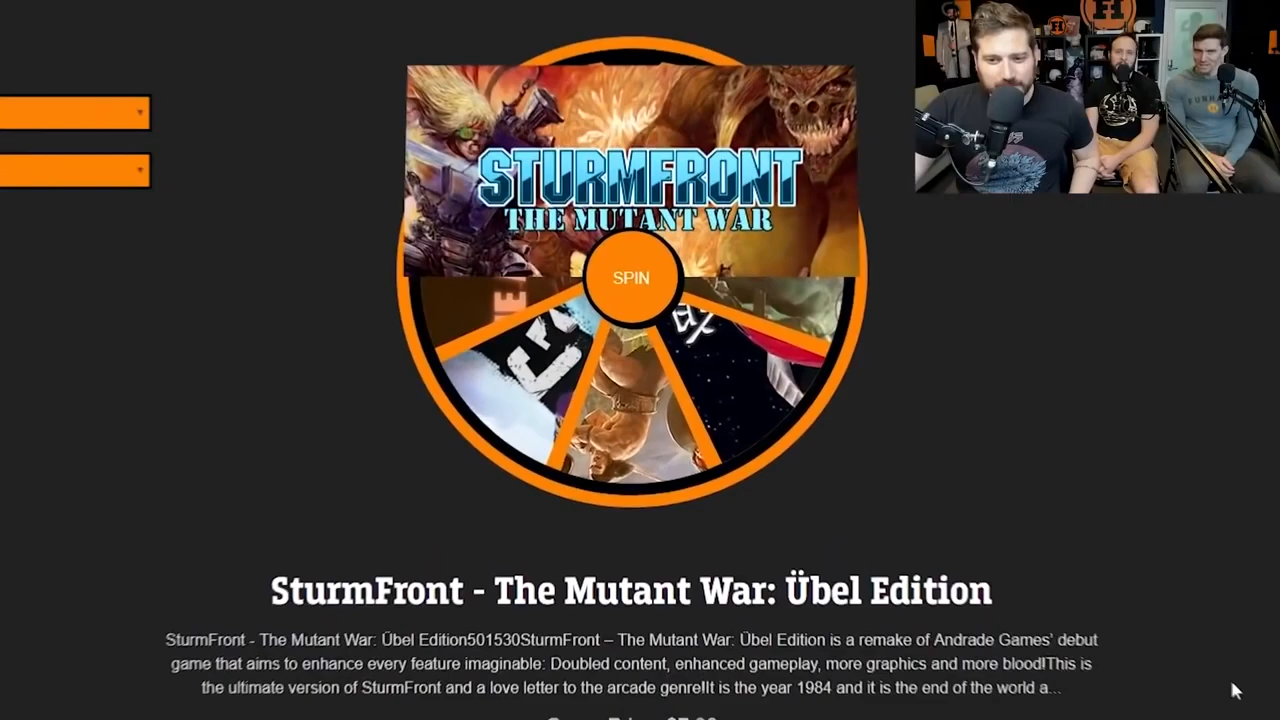 STURMFRONT
THE MUTANT WAR
SPIN
SturmFront - The Mutant War: Übel Edition
SturmFront - The Mutant War: Übel Edition501530SturmFront – The Mutant War: Übel Edition is a remake of Andrade Games' debut
game that aims to enhance every feature imaginable: Doubled content, enhanced gameplay, more graphics and more blood!This is
the ultimate version of SturmFront and a love letter to the arcade genre!It is the year 1984 and it is the end of the world a...